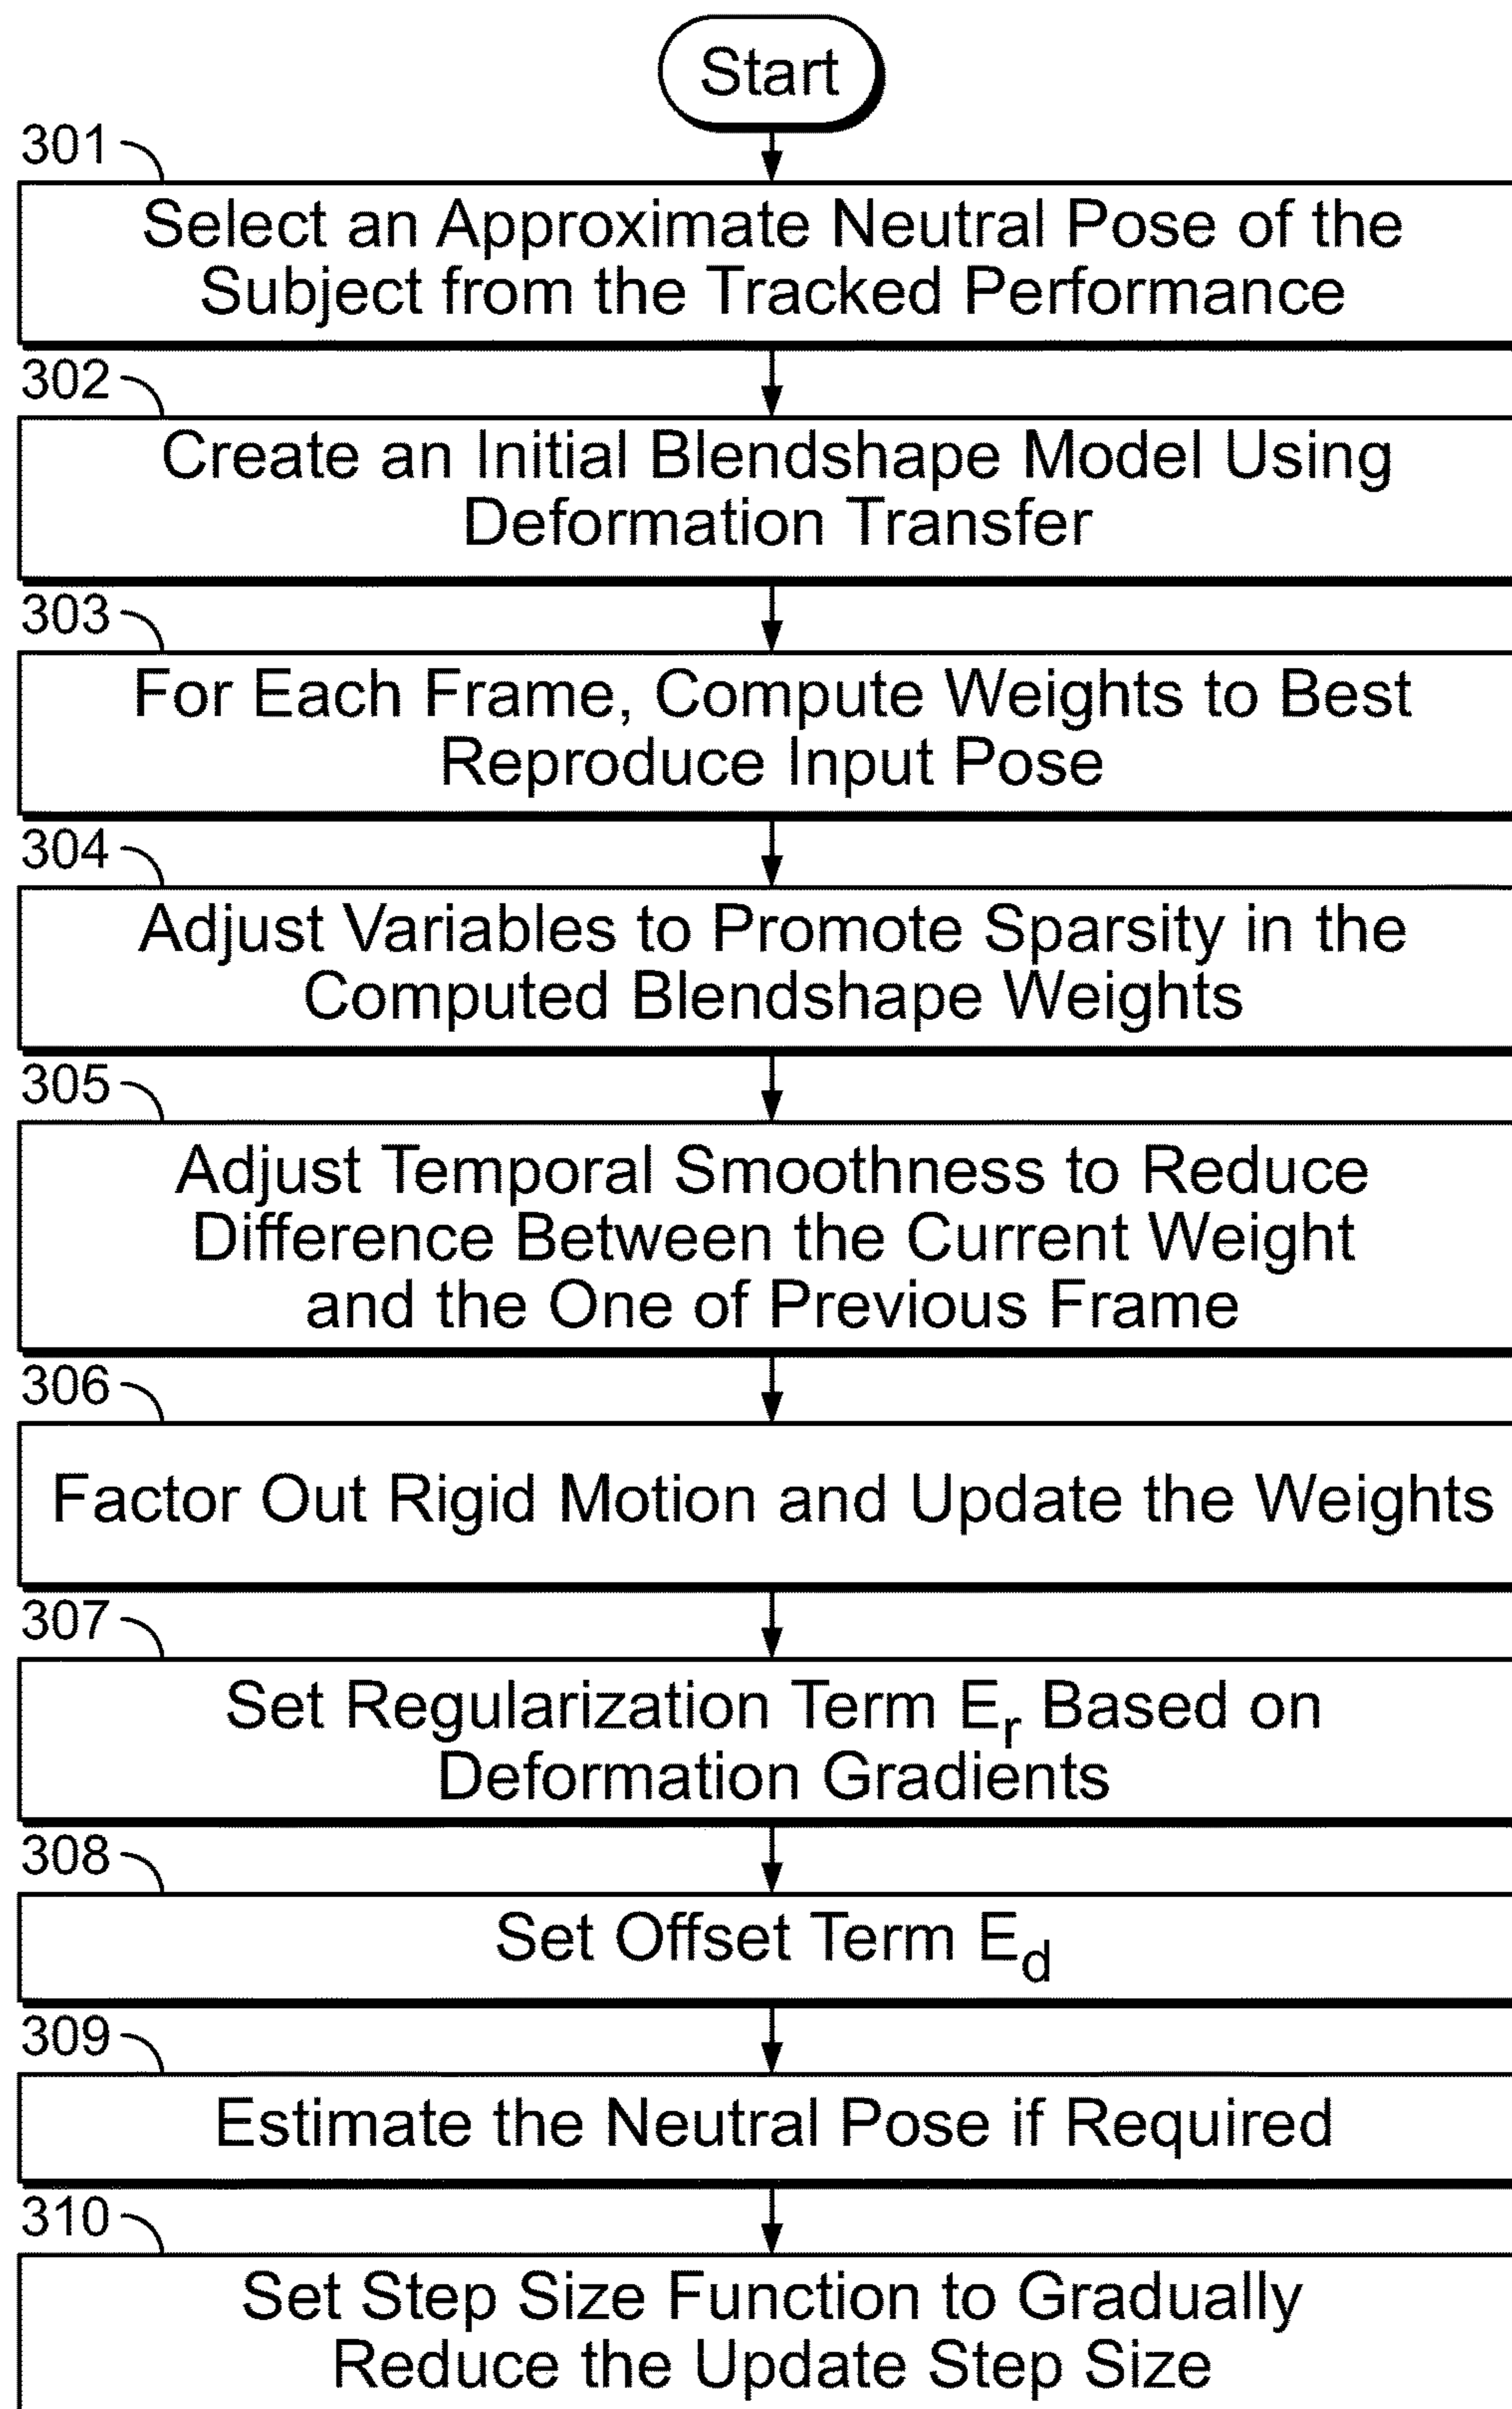 Start
301
Select an Approximate Neutral Pose of the
Subject from the Tracked Performance
302
Create an Initial Blendshape Model Using
Deformation Transfer
303
For Each Frame, Compute Weights to Best
Reproduce Input Pose
304
Adjust Variables to Promote Sparsity in the
Computed Blendshape Weights
305
Adjust Temporal Smoothness to Reduce
Difference Between the Current Weight
and the One of Previous Frame
306
Factor Out Rigid Motion and Update the Weights
307
Set Regularization Term Er Based on
Deformation Gradients
308
Set Offset Term Ed
309
Estimate the Neutral Pose if Required
310
Set Step Size Function to Gradually
Reduce the Update Step Size